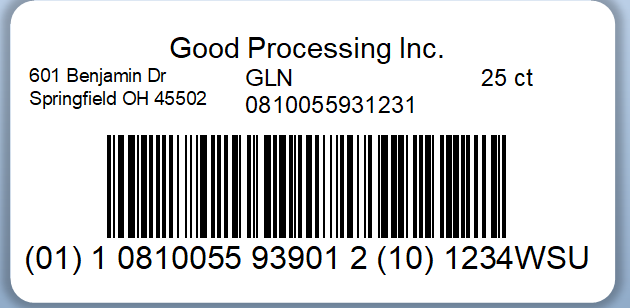 Good Processing Inc.
601 Benjamin Dr
Springfield OH 45502
GLN
0810055931231
25 ct
(01) 1 0810055 93901 2 (10) 1234WSU